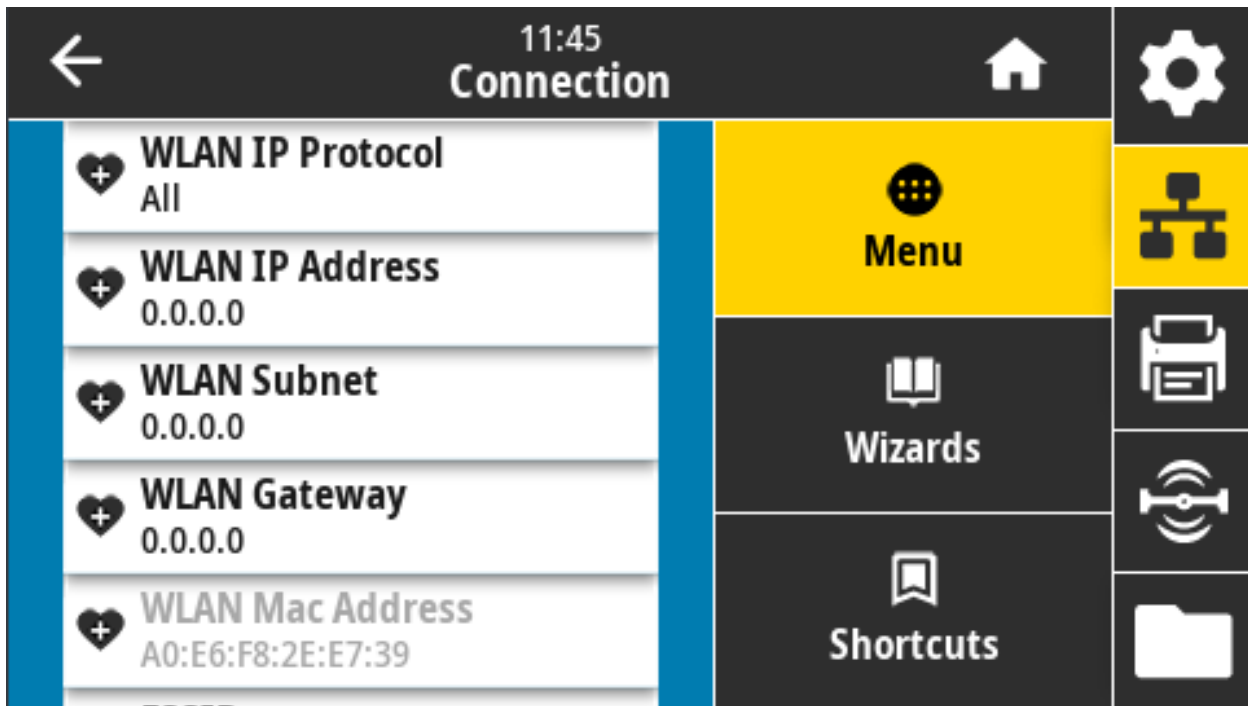 11:45
Connection
WLAN IP Protocol
All
WLAN IP Address
0.0.0.0
WLAN Subnet
0.0.0.0
WLAN Gateway
0.0.0.0
WLAN Mac Address
A0:E6:F8:2E:E7:39
Menu
Wizards
Shortcuts